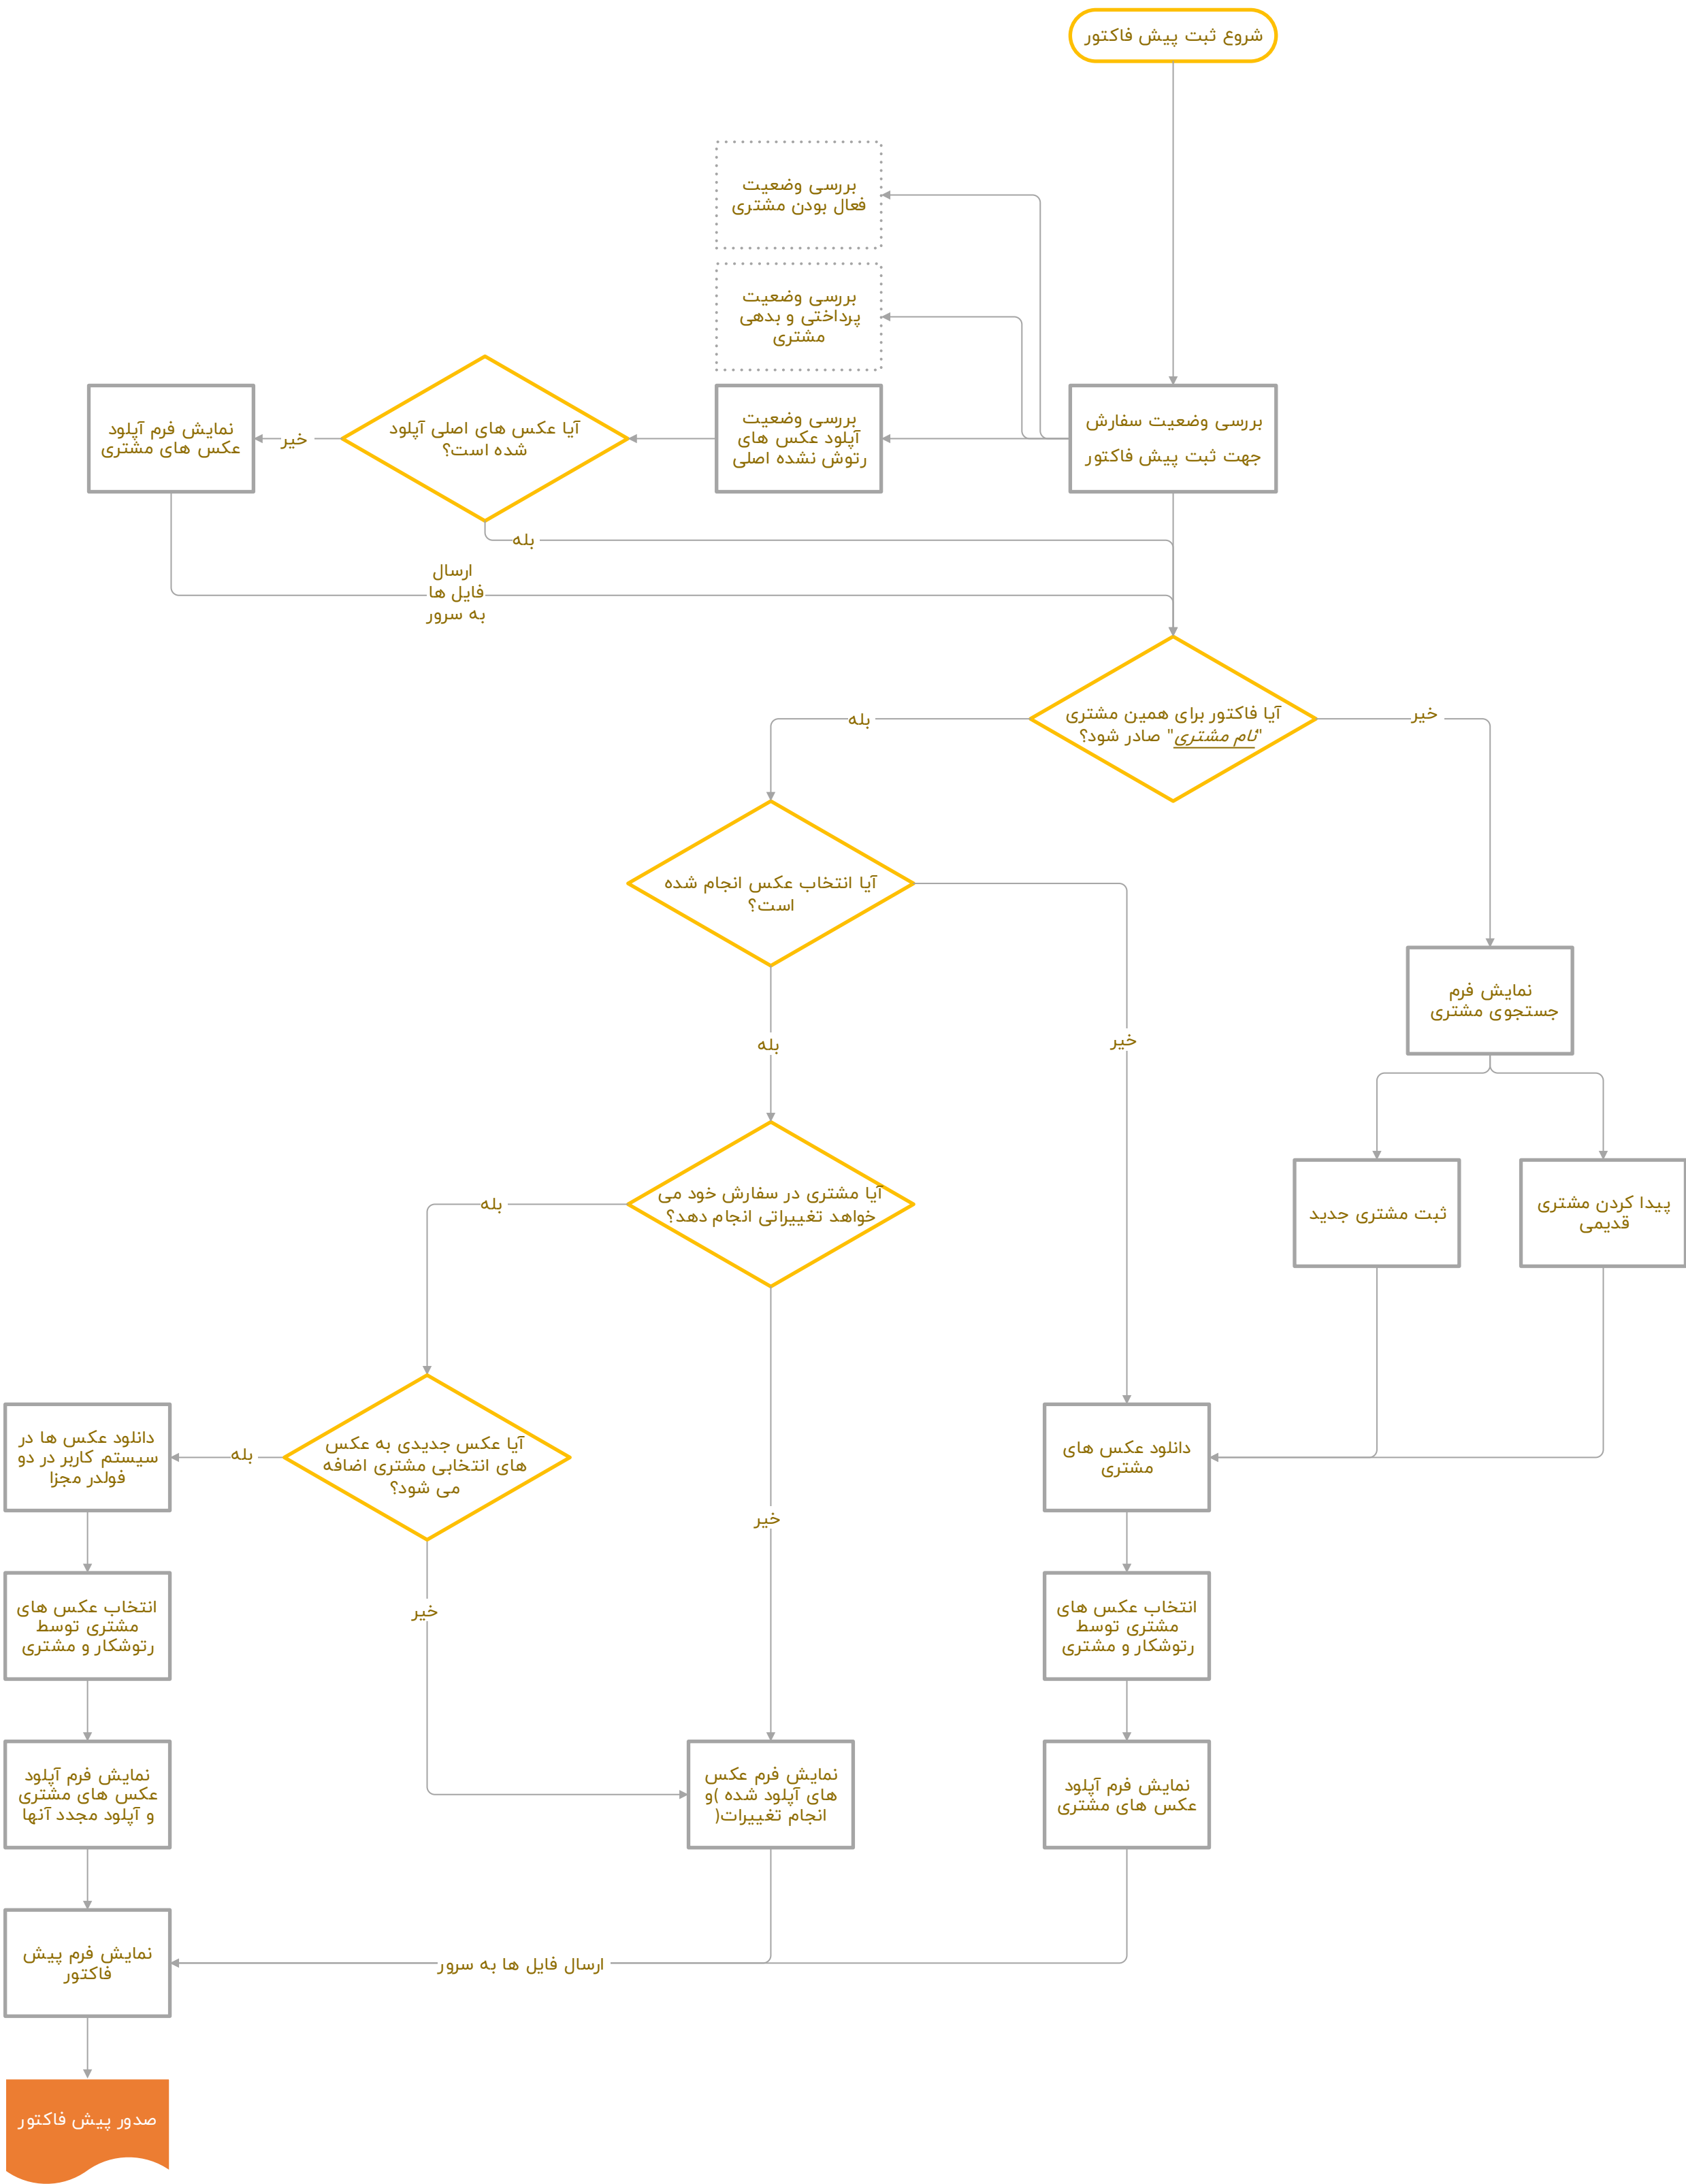 شروع ثبت پیش فاکتور
بررسی وضعیت
فعال بودن مشتری
بررسی وضعیت
پرداختی و بدهی
مشتری
بررسی وضعیت سفارش
جهت ثبت پیش فاکتور
بررسی وضعیت
آپلود عکس های
رتوش نشده اصلی
آیا عکس های اصلی آپلود
شده است؟
خیر
نمایش فرم آپلود
عکس های مشتری
بله
ارسال
فایل ها
به سرور
آیا فاکتور برای همین مشتری
"نام مشتری" صادر شود؟
خیر
بله
آیا انتخاب عکس انجام شده
است؟
نمایش فرم
جستجوی مشتری
خیر
بله
پیدا کردن مشتری
قدیمی
ثبت مشتری جدید
آیا مشتری در سفارش خود می
خواهد تغییراتی انجام دهد؟
بله
دانلود عکس های
مشتری
آیا عکس جدیدی به عکس
های انتخابی مشتری اضافه
می شود؟
بله
دانلود عکس ها در
سیستم کاربر در دو
فولدر مجزا
خیر
انتخاب عکس های
مشتری توسط
رتوشکار و مشتری
خیر
انتخاب عکس های
مشتری توسط
رتوشکار و مشتری
نمایش فرم آپلود
عکس های مشتری
نمایش فرم عکس
های آپلود شده )و
انجام تغییرات(
نمایش فرم آپلود
عکس های مشتری
و آپلود مجدد آنها
ارسال فایل ها به سرور
نمایش فرم پیش
فاکتور
صدور پیش فاکتور